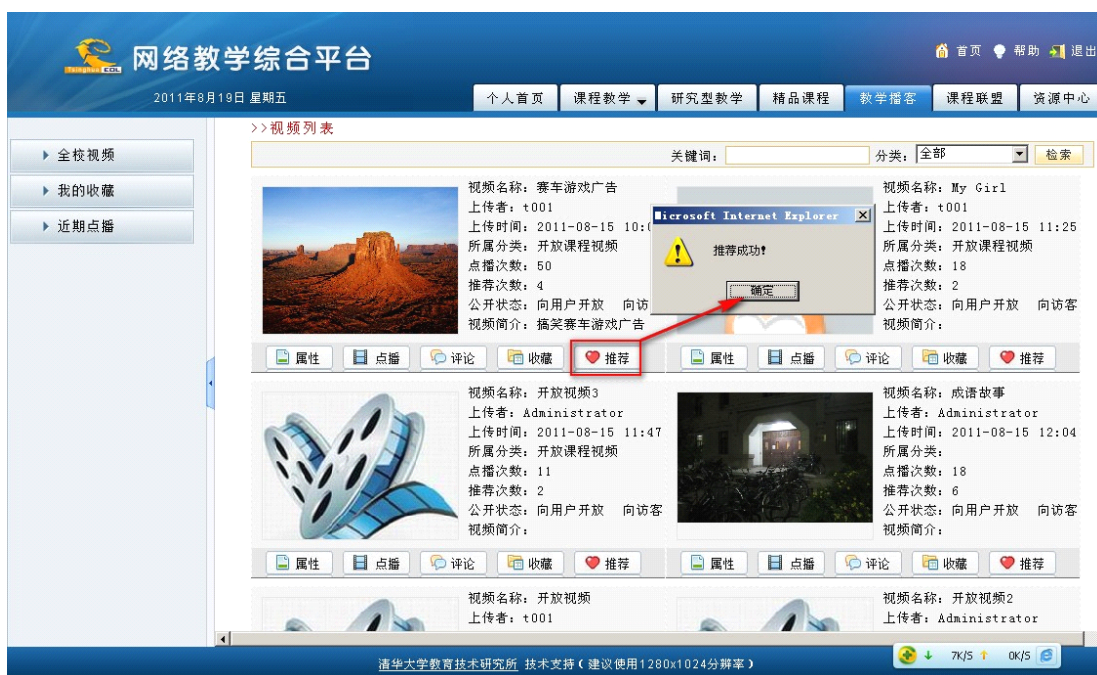 网络教学综合平台
首页 帮助 退出
2011年8月19日 星期五
个人首页 课程教学 研究型教学 精品课程 教学播客 课程联盟 资源中心
>>视频列表
全校视频
我的收藏
近期点播
关健词: 分类: 全部 检索
视频名称: 赛车游戏广告
上传者: t001
上传时间: 2011-08-15 10:
所属分类: 开放课程视频
点播次数: 50
推荐次数: 4
公开状态: 向用户开放 向访
视频简介: 搞笑赛车游戏广告
属性 点播 评论 收藏 推荐
视频名称: My Girl
上传者: t001
上传时间: 2011-08-15 11:25
所属分类: 开放课程视频
点播次数: 18
推荐次数: 2
公开状态: 向用户开放 向访客
视频简介:
属性 点播 评论 收藏 推荐
Microsoft Internet Explorer
推荐成功!
确定
视频名称: 开放视频3
上传者: Administrator
上传时间: 2011-08-15 11:47
所属分类: 开放课程视频
点播次数: 11
推荐次数: 2
公开状态: 向用户开放 向访客
视频简介:
属性 点播 评论 收藏 推荐
视频名称: 成语故事
上传者: Administrator
上传时间: 2011-08-15 12:04
所属分类:
点播次数: 18
推荐次数: 6
公开状态: 向用户开放 向访客
视频简介:
属性 点播 评论 收藏 推荐
视频名称: 开放视频
上传者: t001
视频名称: 开放视频2
上传者: Administrator
清华大学教育技术研究所 技术支持(建议使用1280x1024分辨率)
7K/S 0K/S